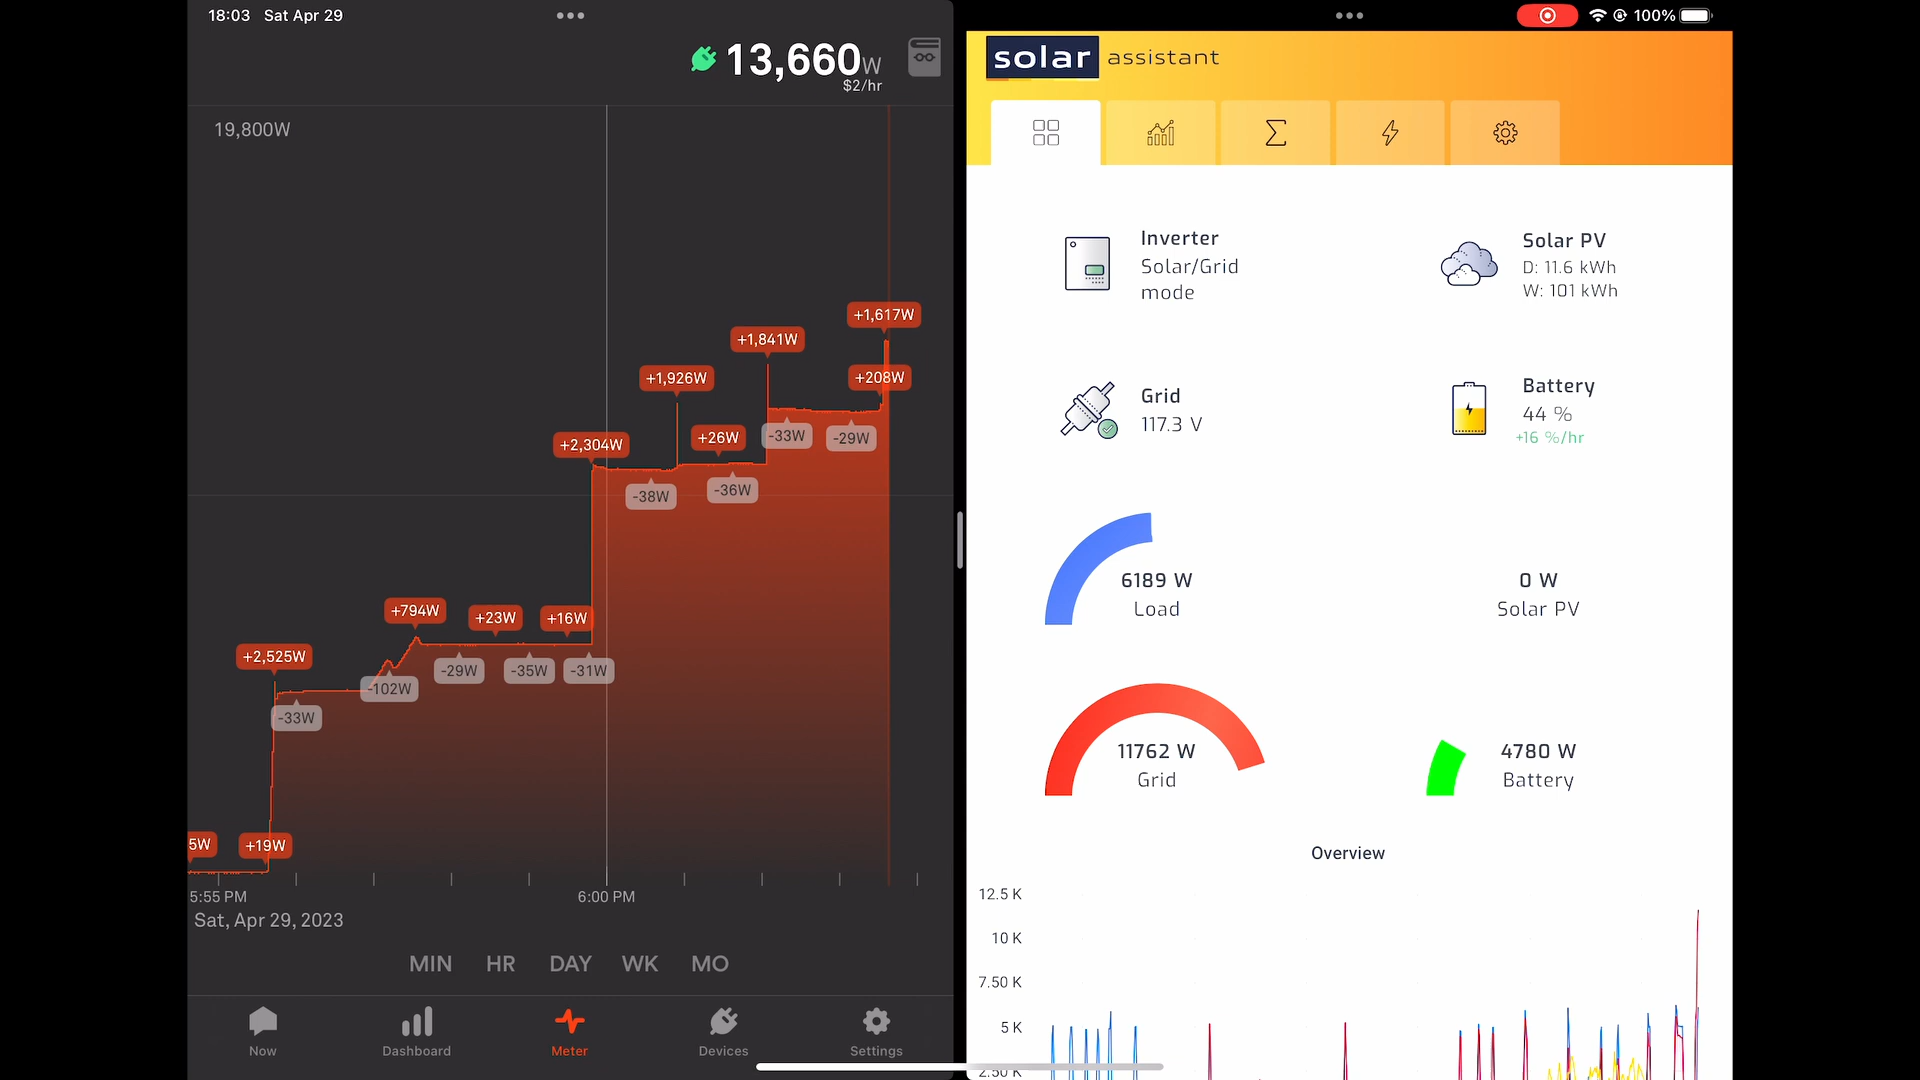 18:03 Sat Apr 29
13,660W
$2/hr
19,800W
+1,617W
+1,841W
+1,926W
+208W
+26W
-33W
-29W
+2,304W
-38W
-36W
+794W
+23W
+16W
+2,525W
-29W
-35W
-31W
-102W
-33W
5W
+19W
5:55 PM
6:00 PM
Sat, Apr 29, 2023
MIN HR DAY WK MO
Now
Dashboard
Meter
Devices
Settings
100%
solar assistant
Inverter
Solar/Grid
mode
Solar PV
D: 11.6 kWh
W: 101 kWh
Grid
117.3 V
Battery
44 %
+16 %/hr
6189 W
Load
0 W
Solar PV
11762 W
Grid
4780 W
Battery
Overview
12.5 K
10 K
7.50 K
5 K
2.50 K